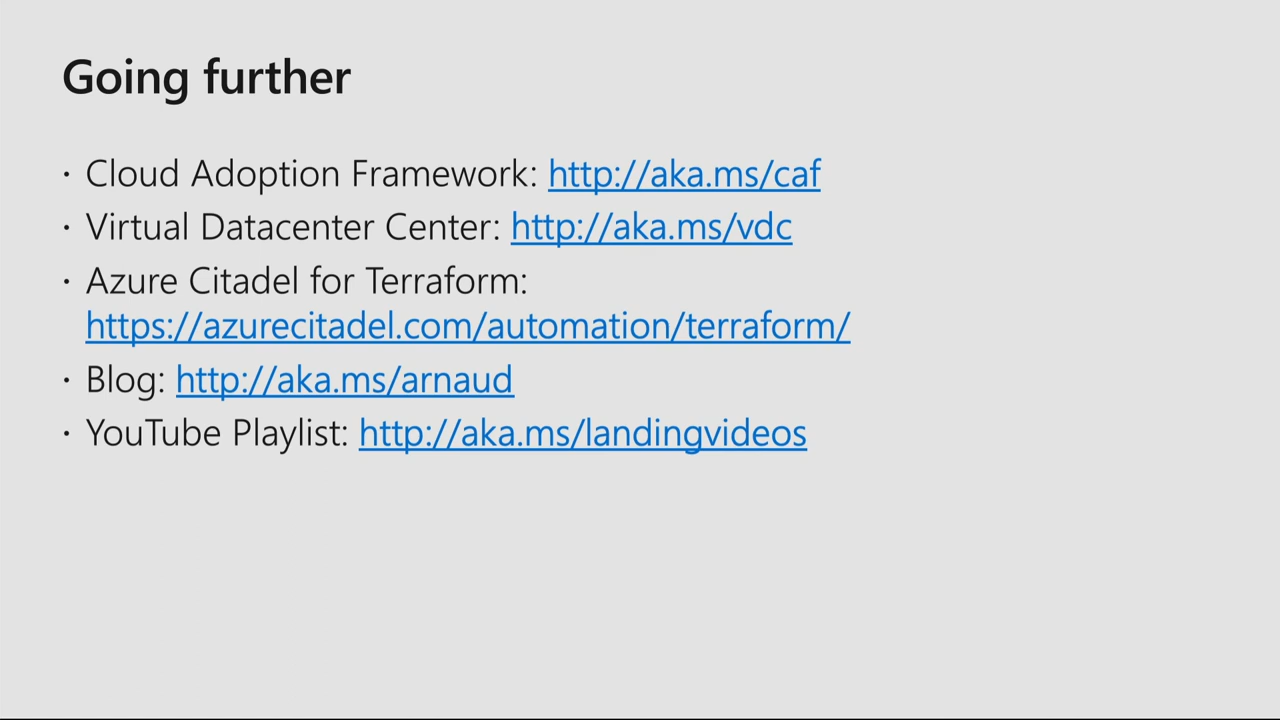 Going further
· Cloud Adoption Framework: http://aka.ms/caf
· Virtual Datacenter Center: http://aka.ms/vdc
· Azure Citadel for Terraform:
https://azurecitadel.com/automation/terraform/
· Blog: http://aka.ms/arnaud
· YouTube Playlist: http://aka.ms/landingvideos